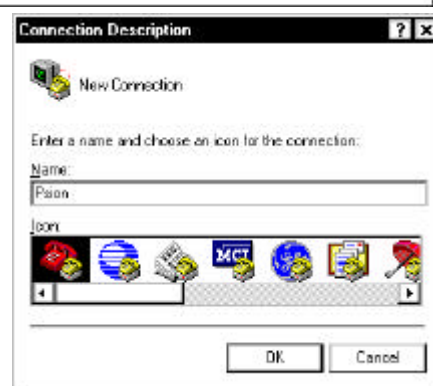 Connection Description
New Connection
Enter a name and choose an icon for the connection:
Name:
Psion
Icon:
MCI
OK
Cancel